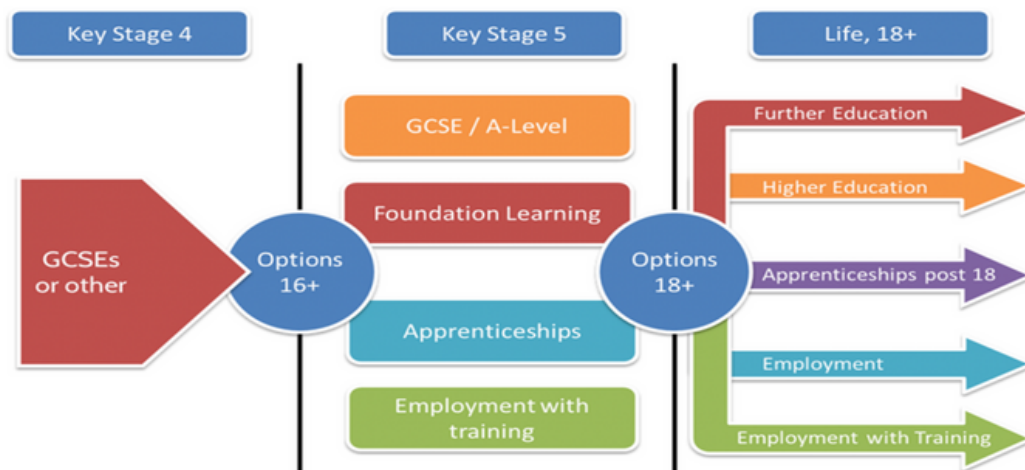 Key Stage 4
Key Stage 5
Life, 18+
GCSEs
or other
Options
16+
GCSE / A-Level
Foundation Learning
Apprenticeships
Employment with
training
Options
18+
Further Education
Higher Education
Apprenticeships post 18
Employment
Employment with Training